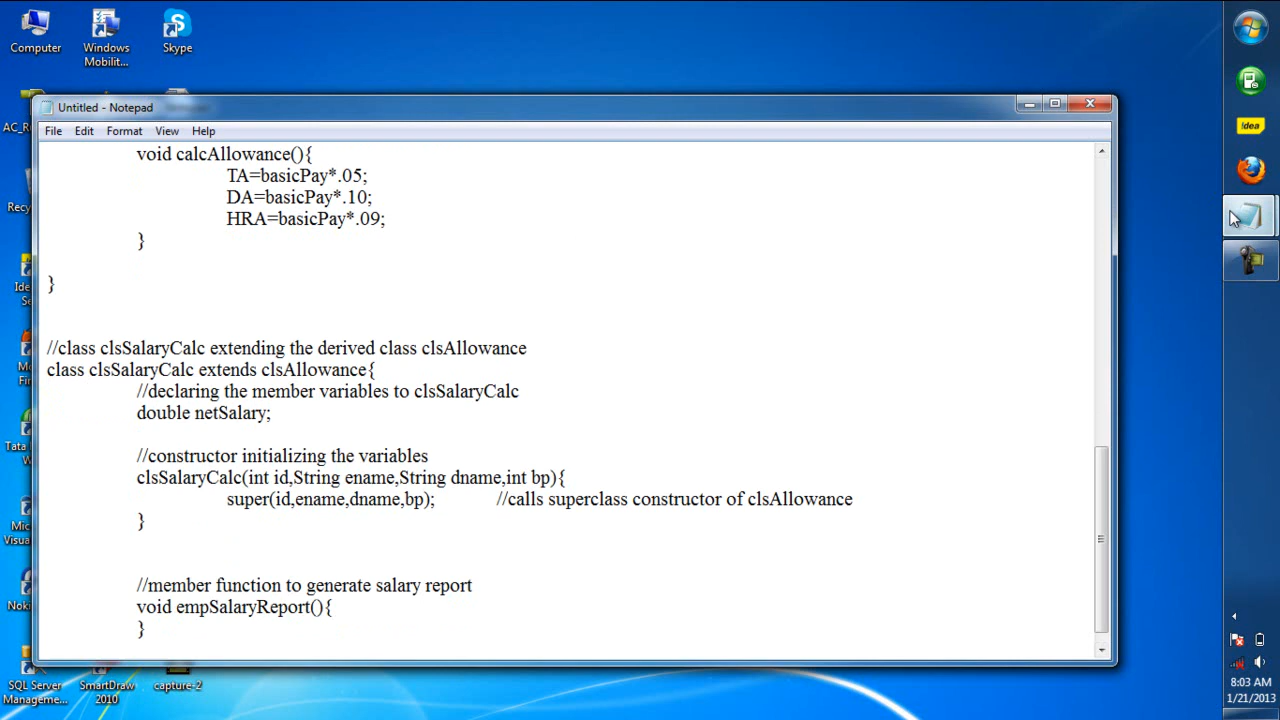 Computer
Windows Mobilit...
Skype
Untitled - Notepad
File Edit Format View Help
void calcAllowance(){
TA=basicPay*.05;
DA=basicPay*.10;
HRA=basicPay*.09;
}
}
//class clsSalaryCalc extending the derived class clsAllowance
class clsSalaryCalc extends clsAllowance{
//declaring the member variables to clsSalaryCalc
double netSalary;
//constructor initializing the variables
clsSalaryCalc(int id,String ename,String dname,int bp){
super(id,ename,dname,bp); //calls superclass constructor of clsAllowance
}
//member function to generate salary report
void empSalaryReport(){
}
SQL Server Manageme...
SmartDraw 2010
capture-2
!dea
8:03 AM
1/21/2013